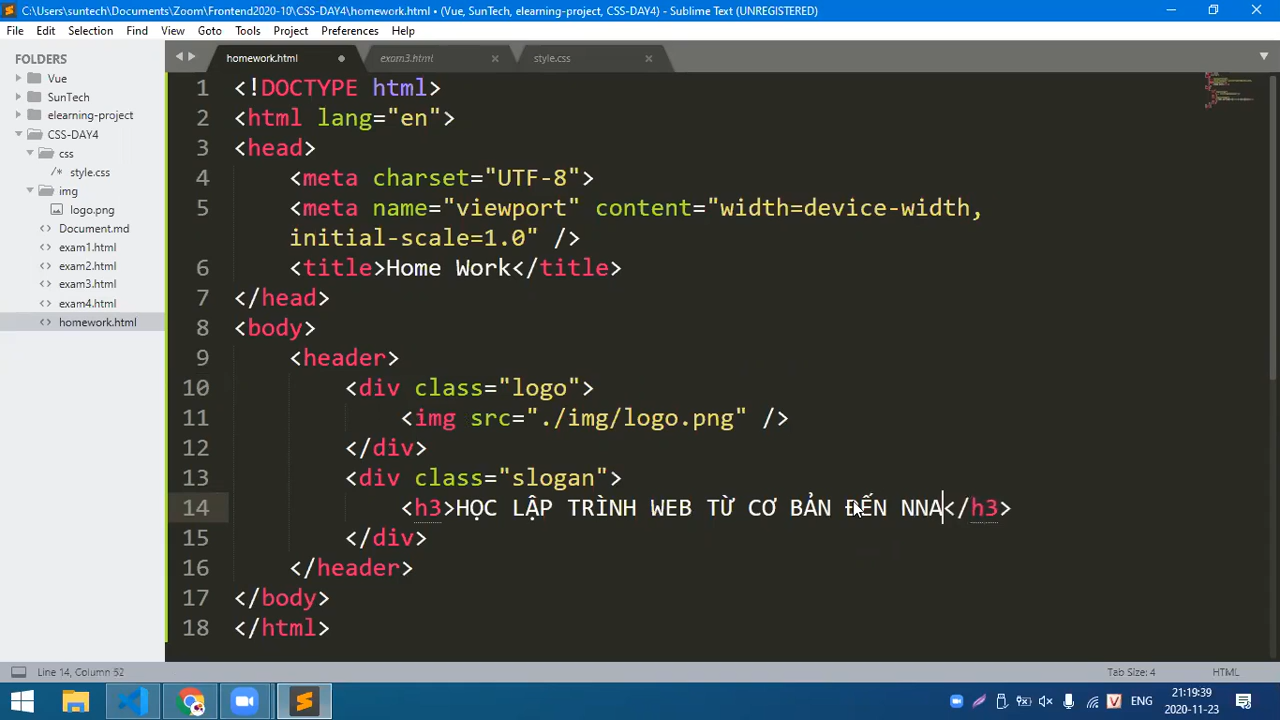 C:\Users\suntech\Documents\Zoom\Frontend2020-10\CSS-DAY4\homework.html • (Vue, SunTech, elearning-project, CSS-DAY4) - Sublime Text (UNREGISTERED)
File Edit Selection Find View Goto Tools Project Preferences Help
FOLDERS
Vue
SunTech
elearning-project
CSS-DAY4
css
/* style.css
img
logo.png
Document.md
exam1.html
exam2.html
exam3.html
exam4.html
homework.html
homework.html exam3.html style.css
1 <!DOCTYPE html>
2 <html lang="en">
3 <head>
4 <meta charset="UTF-8">
5 <meta name="viewport" content="width=device-width,
initial-scale=1.0" />
6 <title>Home Work</title>
7 </head>
8 <body>
9 <header>
10 <div class="logo">
11 <img src="./img/logo.png" />
12 </div>
13 <div class="slogan">
14 <h3>HỌC LẬP TRÌNH WEB TỪ CƠ BẢN ĐẾN NNA</h3>
15 </div>
16 </header>
17 </body>
18 </html>
Line 14, Column 52 Tab Size: 4 HTML
ENG
21:19:39
2020-11-23